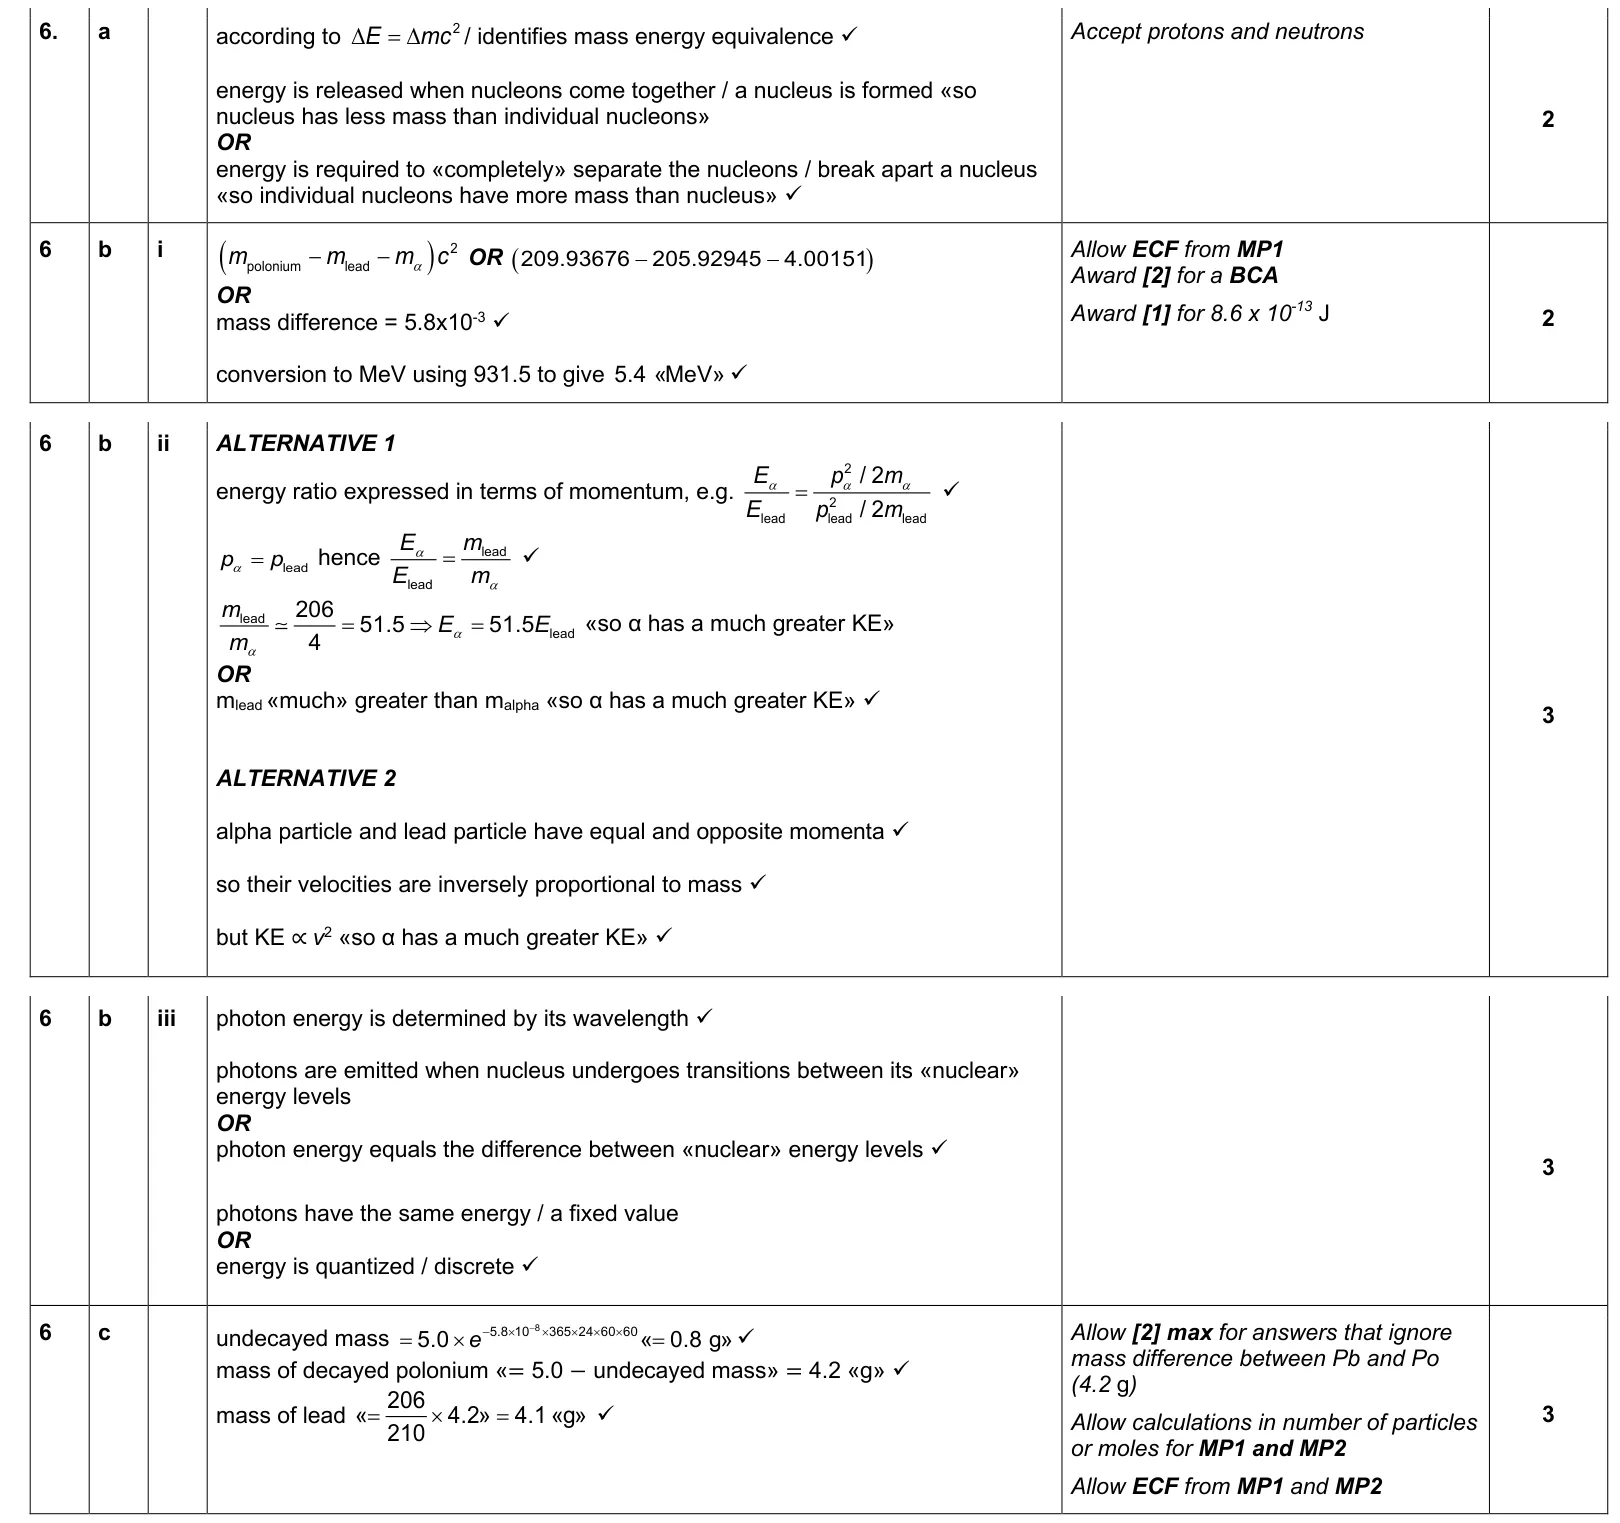 6. a according to ΔE = Δmc² / identifies mass energy equivalence ✓ Accept protons and neutrons
energy is released when nucleons come together / a nucleus is formed «so
nucleus has less mass than individual nucleons»
OR
energy is required to «completely» separate the nucleons / break apart a nucleus
«so individual nucleons have more mass than nucleus» ✓
2
6 b i (m_polonium − m_lead − m_α)c² OR (209.93676 − 205.92945 − 4.00151)
OR
mass difference = 5.8x10⁻³ ✓
conversion to MeV using 931.5 to give 5.4 «MeV» ✓
Allow ECF from MP1
Award [2] for a BCA
Award [1] for 8.6 x 10⁻¹³ J
2
6 b ii ALTERNATIVE 1
energy ratio expressed in terms of momentum, e.g. E_α / E_lead = (p_α² / 2m_α) / (p_lead² / 2m_lead) ✓
p_α = p_lead hence E_α / E_lead = m_lead / m_α ✓
m_lead / m_α ≃ 206 / 4 = 51.5 ⇒ E_α = 51.5E_lead «so α has a much greater KE»
OR
m_lead «much» greater than m_alpha «so α has a much greater KE» ✓
ALTERNATIVE 2
alpha particle and lead particle have equal and opposite momenta ✓
so their velocities are inversely proportional to mass ✓
but KE ∝ v² «so α has a much greater KE» ✓
3
6 b iii photon energy is determined by its wavelength ✓
photons are emitted when nucleus undergoes transitions between its «nuclear»
energy levels
OR
photon energy equals the difference between «nuclear» energy levels ✓
photons have the same energy / a fixed value
OR
energy is quantized / discrete ✓
3
6 c undecayed mass = 5.0 × e^(−5.8×10⁻⁸×365×24×60×60) «= 0.8 g» ✓
mass of decayed polonium «= 5.0 − undecayed mass» = 4.2 «g» ✓
mass of lead «= 206 / 210 × 4.2» = 4.1 «g» ✓
Allow [2] max for answers that ignore
mass difference between Pb and Po
(4.2 g)
Allow calculations in number of particles
or moles for MP1 and MP2
Allow ECF from MP1 and MP2
3